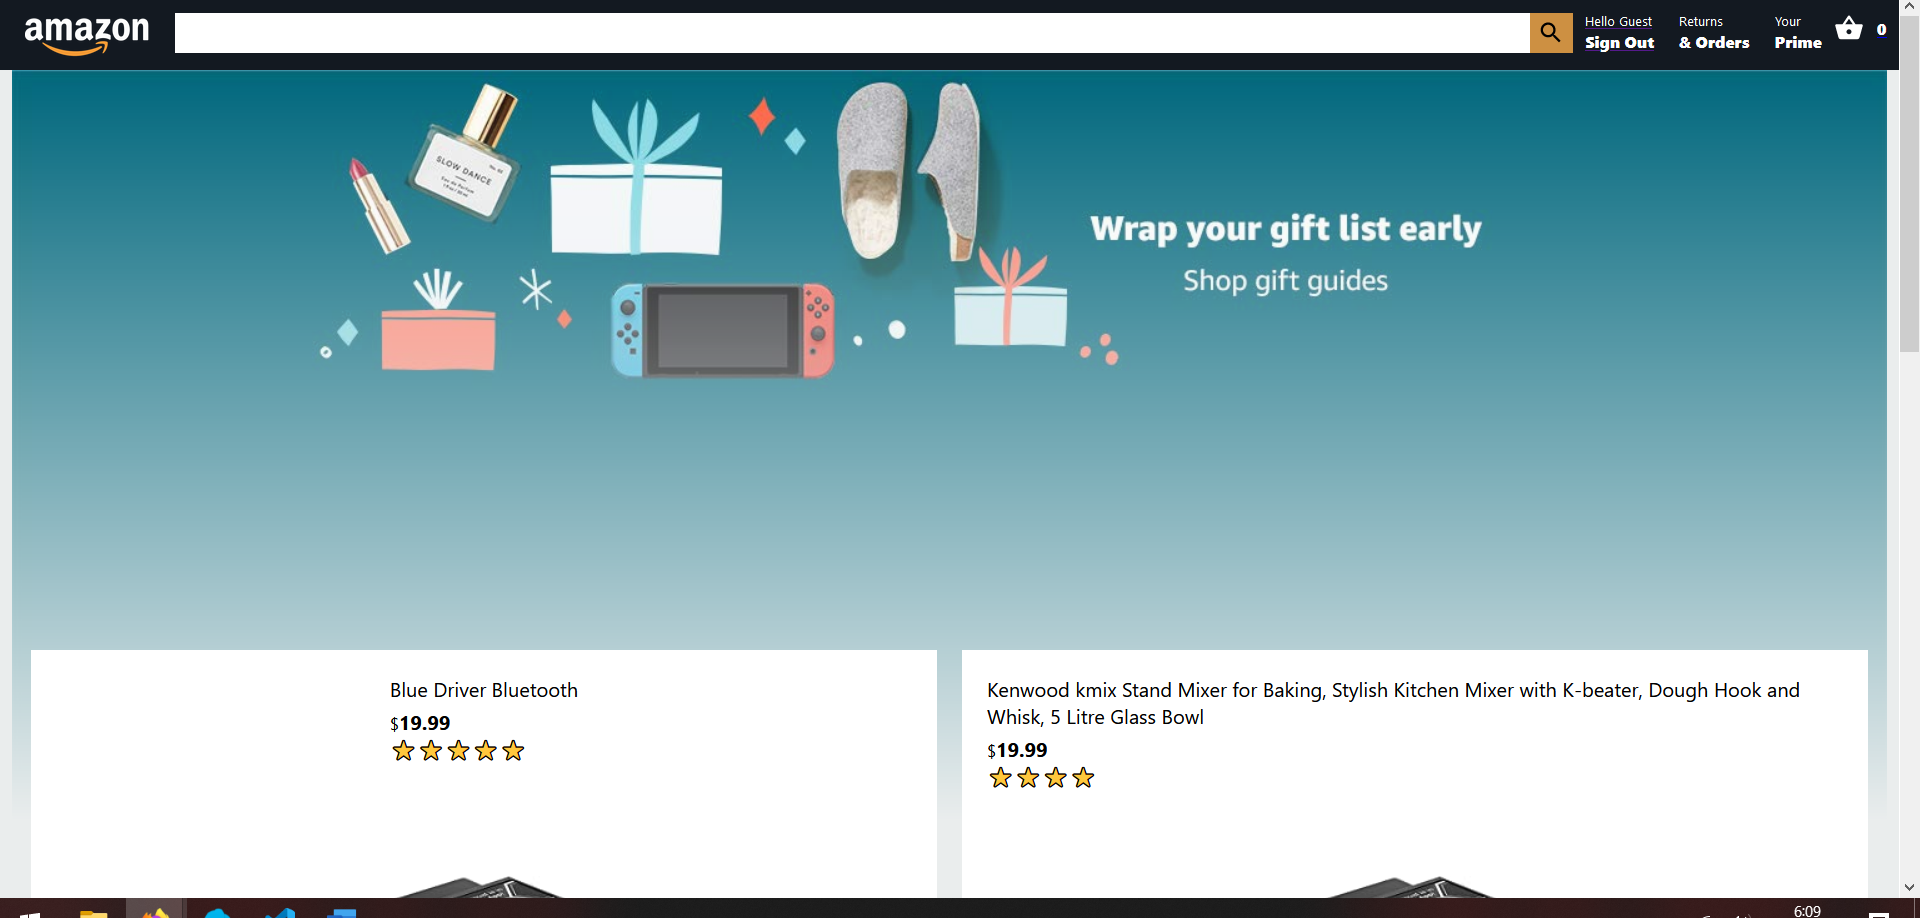 amazon
Hello Guest
Sign Out
Returns
& Orders
Your
Prime
0
SLOW DANCE
Eau de Parfum
Wrap your gift list early
Shop gift guides
Blue Driver Bluetooth
$19.99
Kenwood kmix Stand Mixer for Baking, Stylish Kitchen Mixer with K-beater, Dough Hook and
Whisk, 5 Litre Glass Bowl
$19.99
6:09